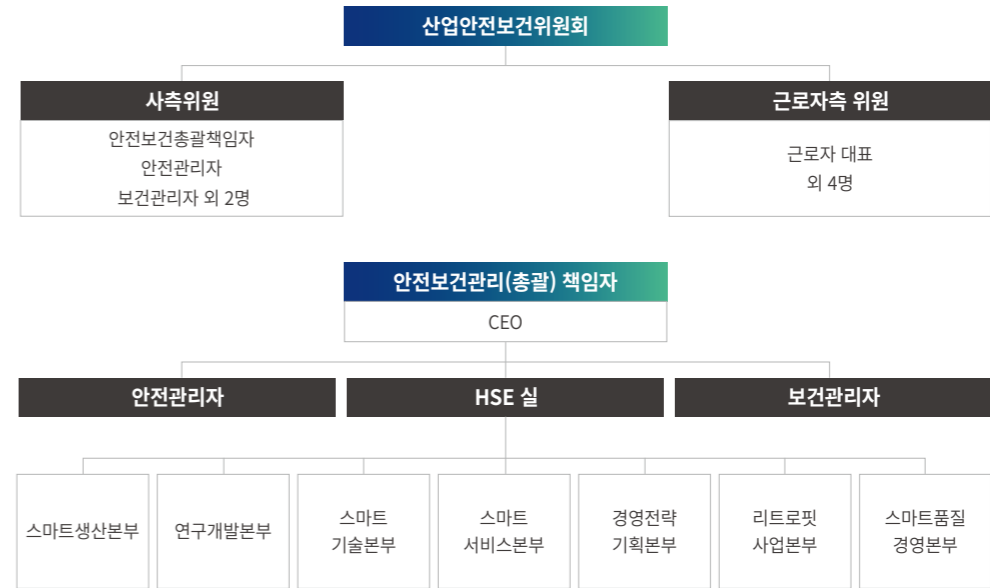 산업안전보건위원회
사측위원
안전보건총괄책임자
안전관리자
보건관리자 외 2명
근로자측 위원
근로자 대표
외 4명
안전보건관리(총괄) 책임자
CEO
안전관리자
HSE 실
보건관리자
스마트생산본부
연구개발본부
스마트
기술본부
스마트
서비스본부
경영전략
기획본부
리트로핏
사업본부
스마트품질
경영본부